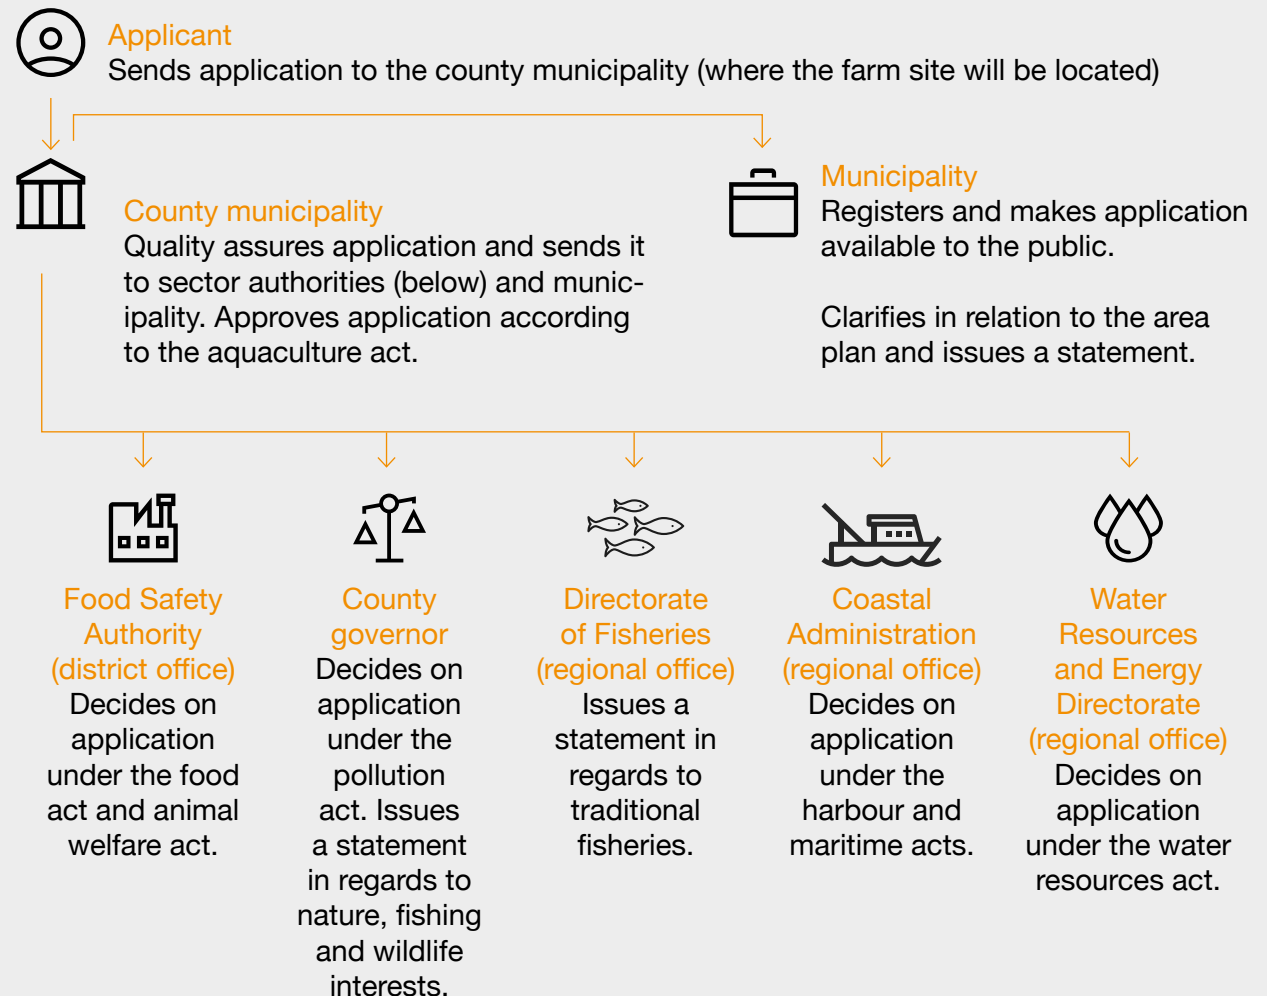 Applicant
Sends application to the county municipality (where the farm site will be located)
County municipality
Quality assures application and sends it
to sector authorities (below) and munic-
ipality. Approves application according
to the aquaculture act.
Municipality
Registers and makes application
available to the public.
Clarifies in relation to the area
plan and issues a statement.
Food Safety
Authority
(district office)
Decides on
application
under the food
act and animal
welfare act.
County
governor
Decides on
application
under the
pollution
act. Issues
a statement
in regards to
nature, fishing
and wildlife
interests.
Directorate
of Fisheries
(regional office)
Issues a
statement in
regards to
traditional
fisheries.
Coastal
Administration
(regional office)
Decides on
application
under the
harbour and
maritime acts.
Water
Resources
and Energy
Directorate
(regional office)
Decides on
application
under the water
resources act.